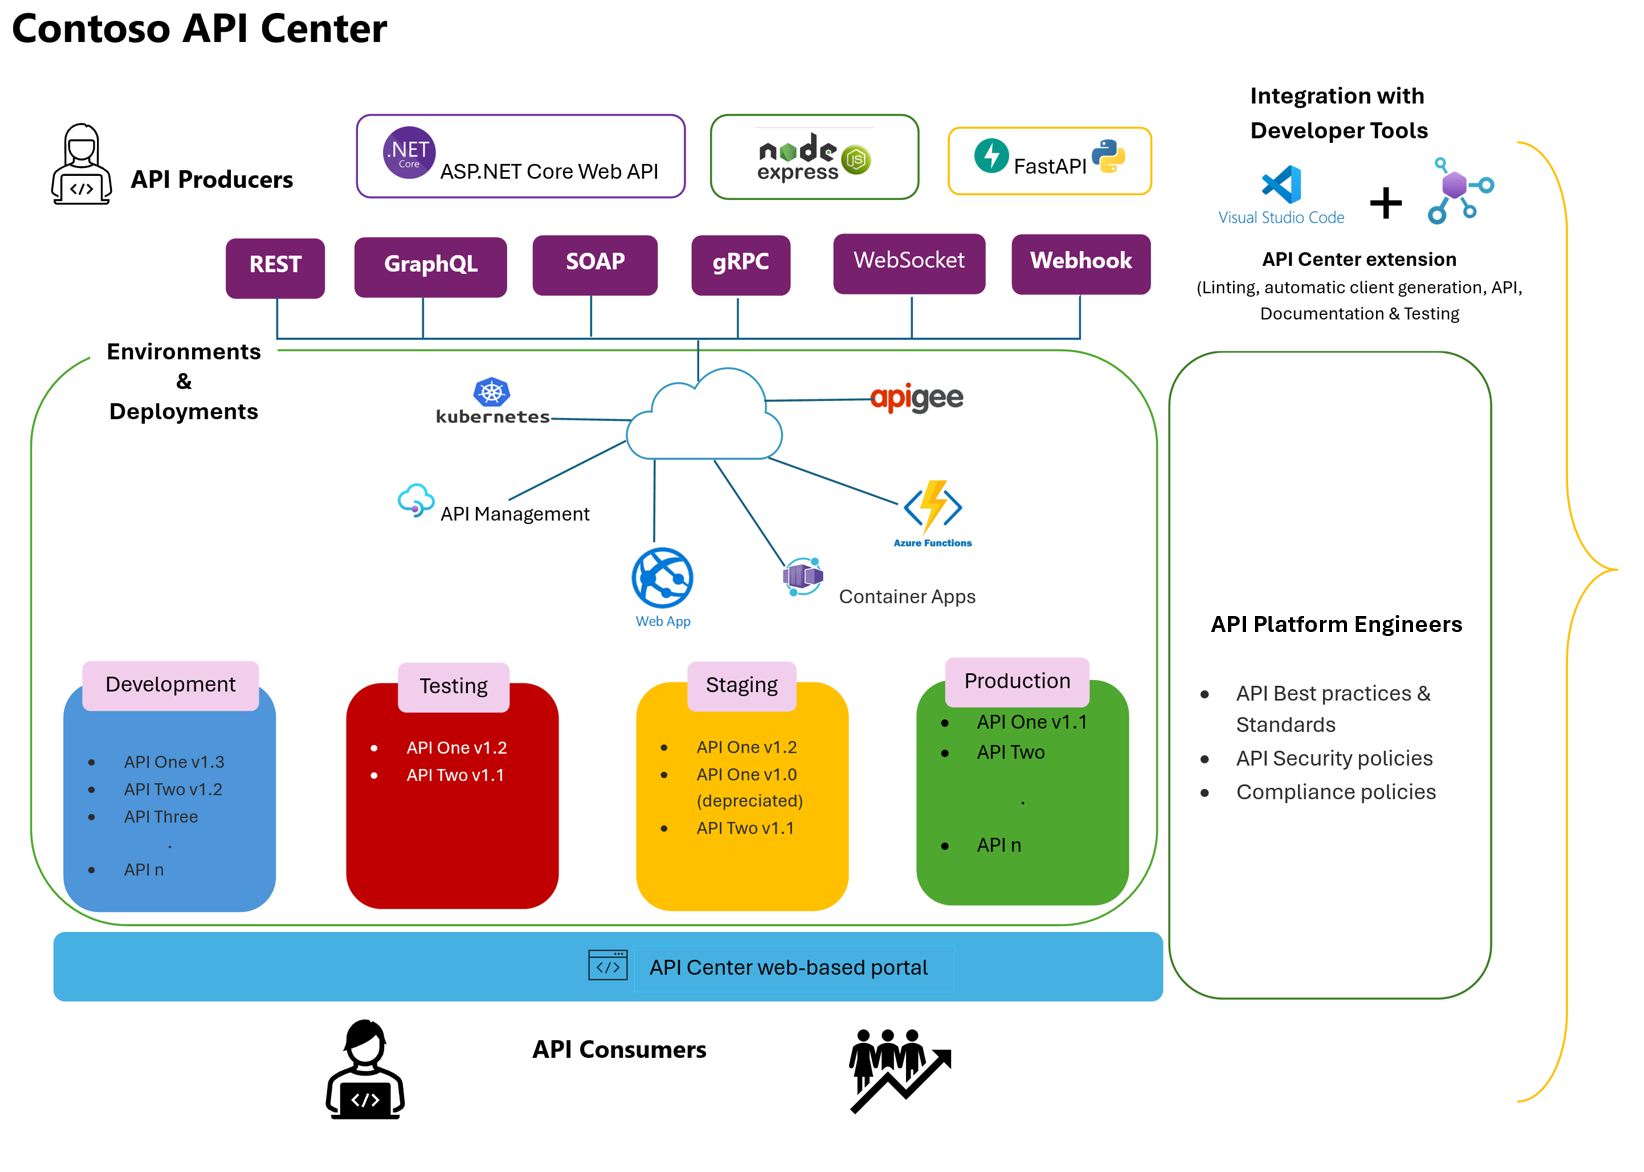 Contoso API Center
API Producers
.NET
Core
ASP.NET Core Web API
node
JS
express
FastAPI
Integration with
Developer Tools
Visual Studio Code
+
API Center extension
(Linting, automatic client generation, API,
Documentation & Testing
REST
GraphQL
SOAP
gRPC
WebSocket
Webhook
Environments
&
Deployments
kubernetes
apigee
API Management
Azure Functions
Web App
Container Apps
Development
• API One v1.3
• API Two v1.2
• API Three
.
• API n
Testing
• API One v1.2
• API Two v1.1
Staging
• API One v1.2
• API One v1.0
(depreciated)
• API Two v1.1
Production
• API One v1.1
• API Two
.
• API n
API Platform Engineers
• API Best practices &
Standards
• API Security policies
• Compliance policies
</> API Center web-based portal
API Consumers
</>